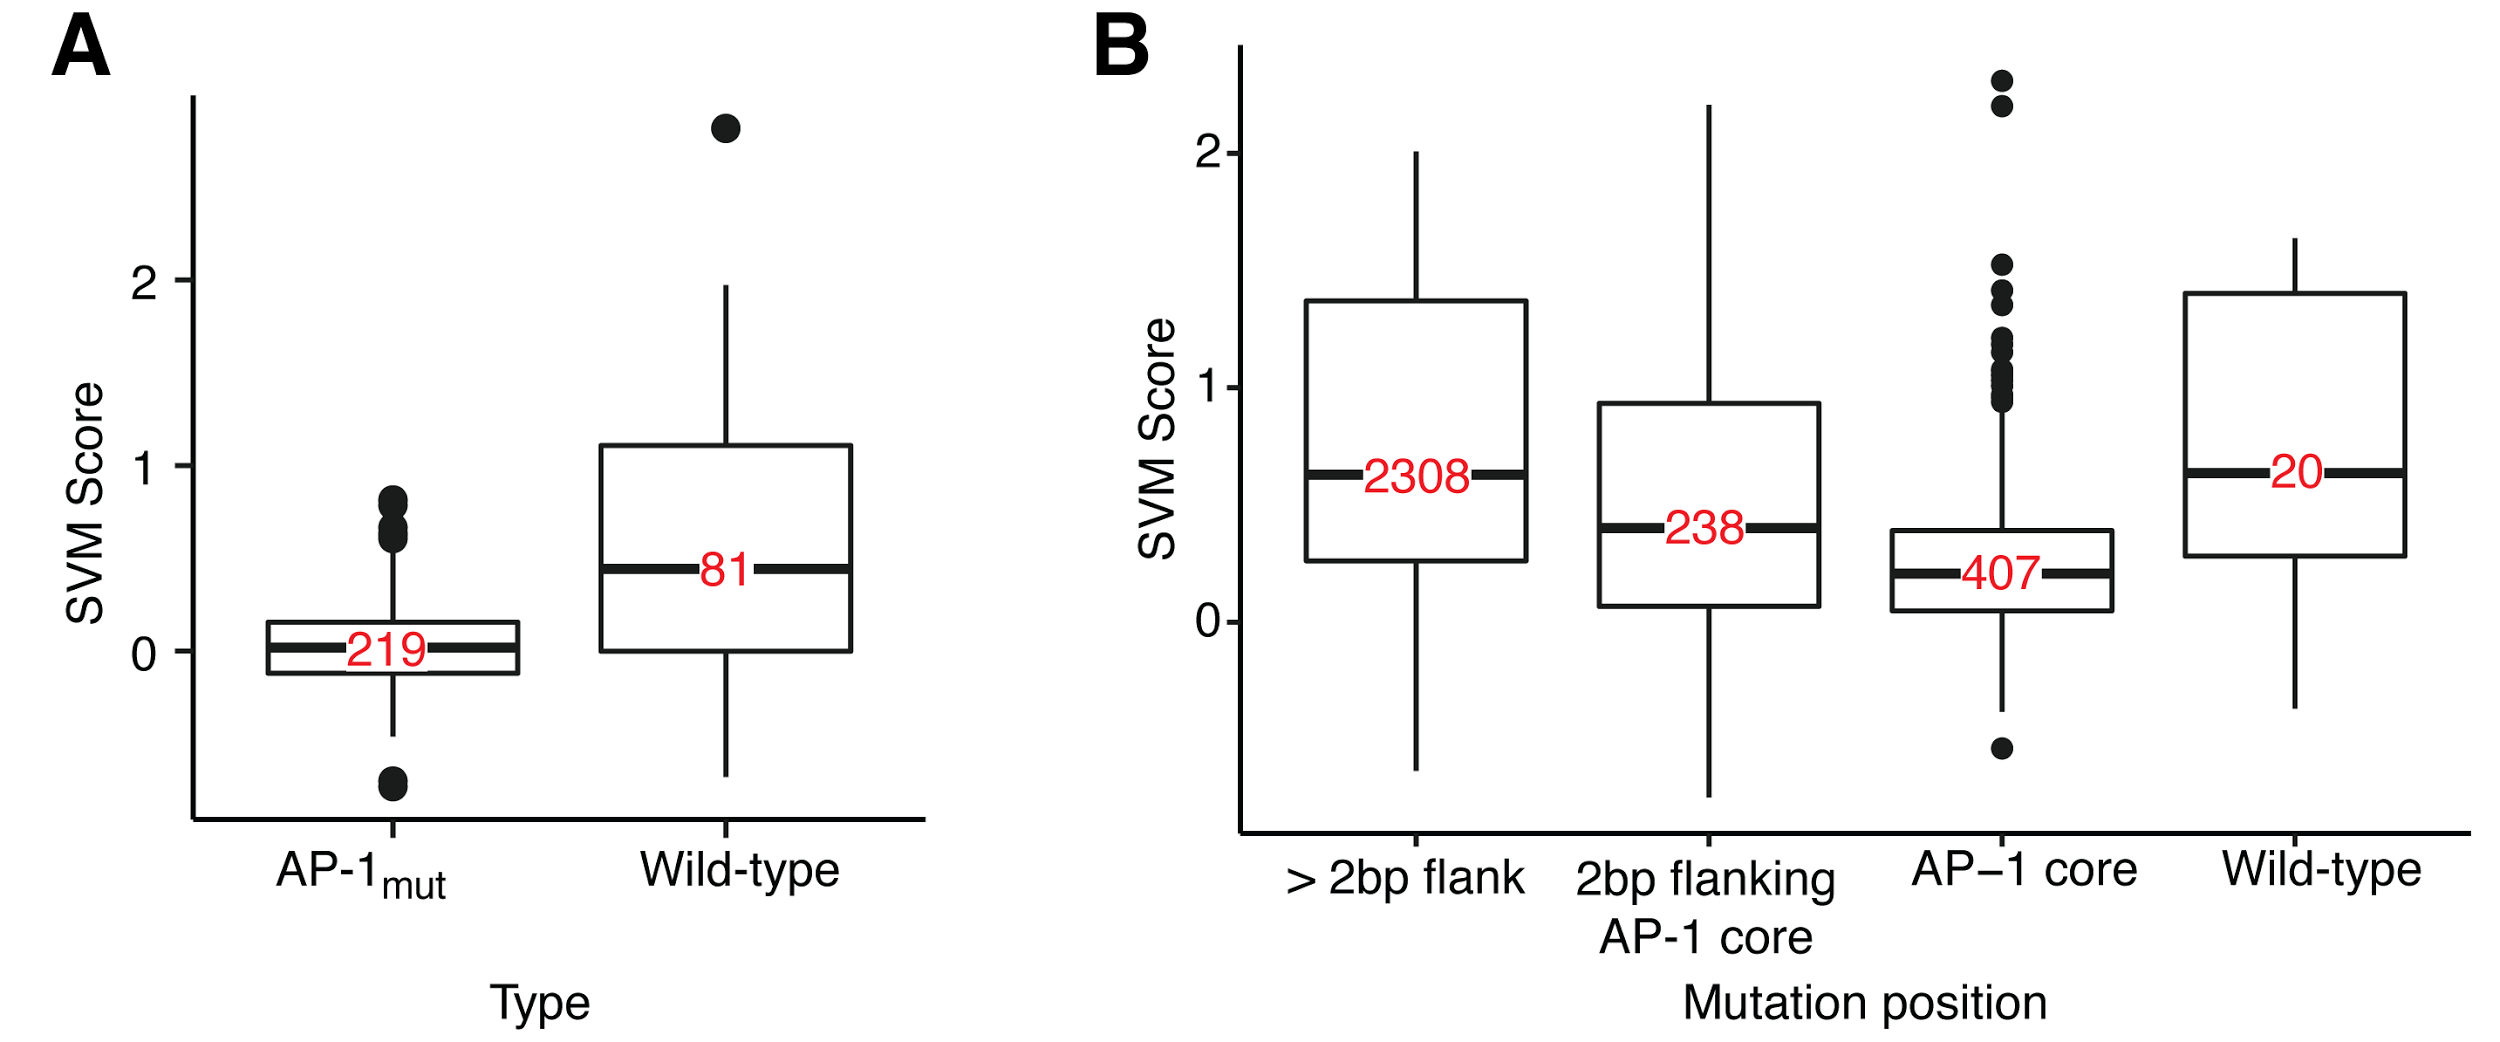 A
SVM Score
2
1
0
219
81
AP-1mut
Wild-type
Type
B
SVM Score
2
1
0
2308
238
407
20
> 2bp flank
2bp flanking
AP-1 core
AP–1 core
Wild-type
Mutation position